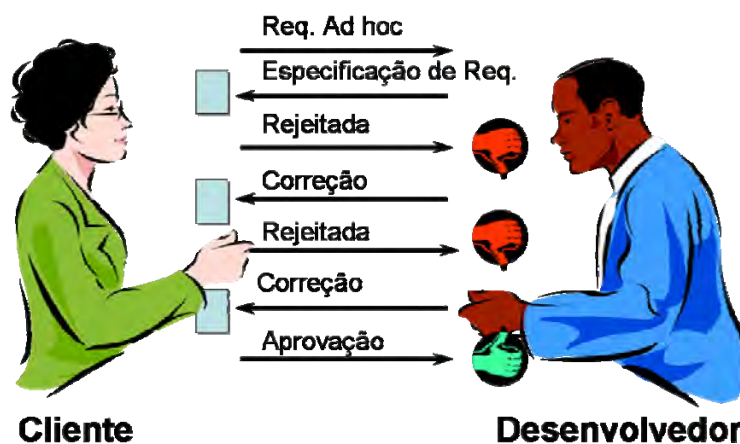 Req. Ad hoc
Especificação de Req.
Rejeitada
Correção
Rejeitada
Correção
Aprovação
Cliente
Desenvolvedor